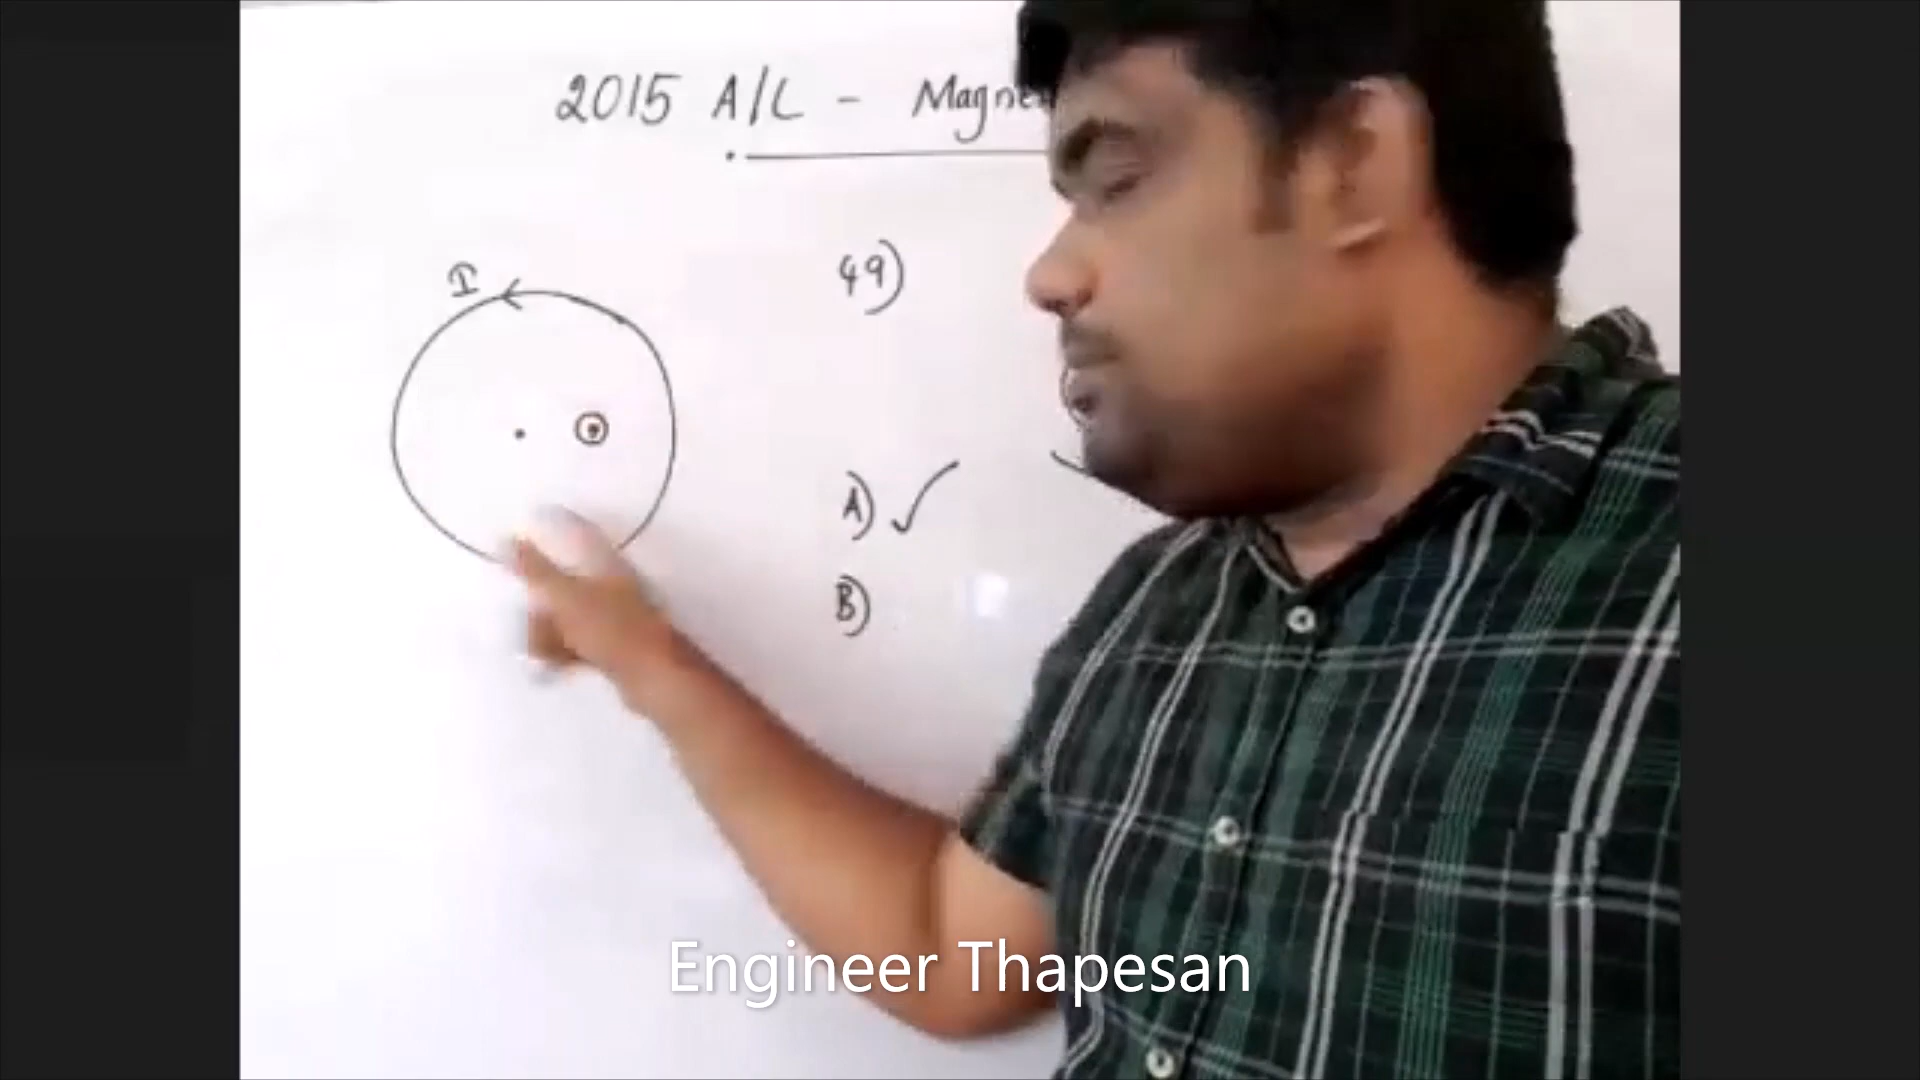 2015 A/L - Magne
I
49)
A) ✓
B)
Engineer Thapesan